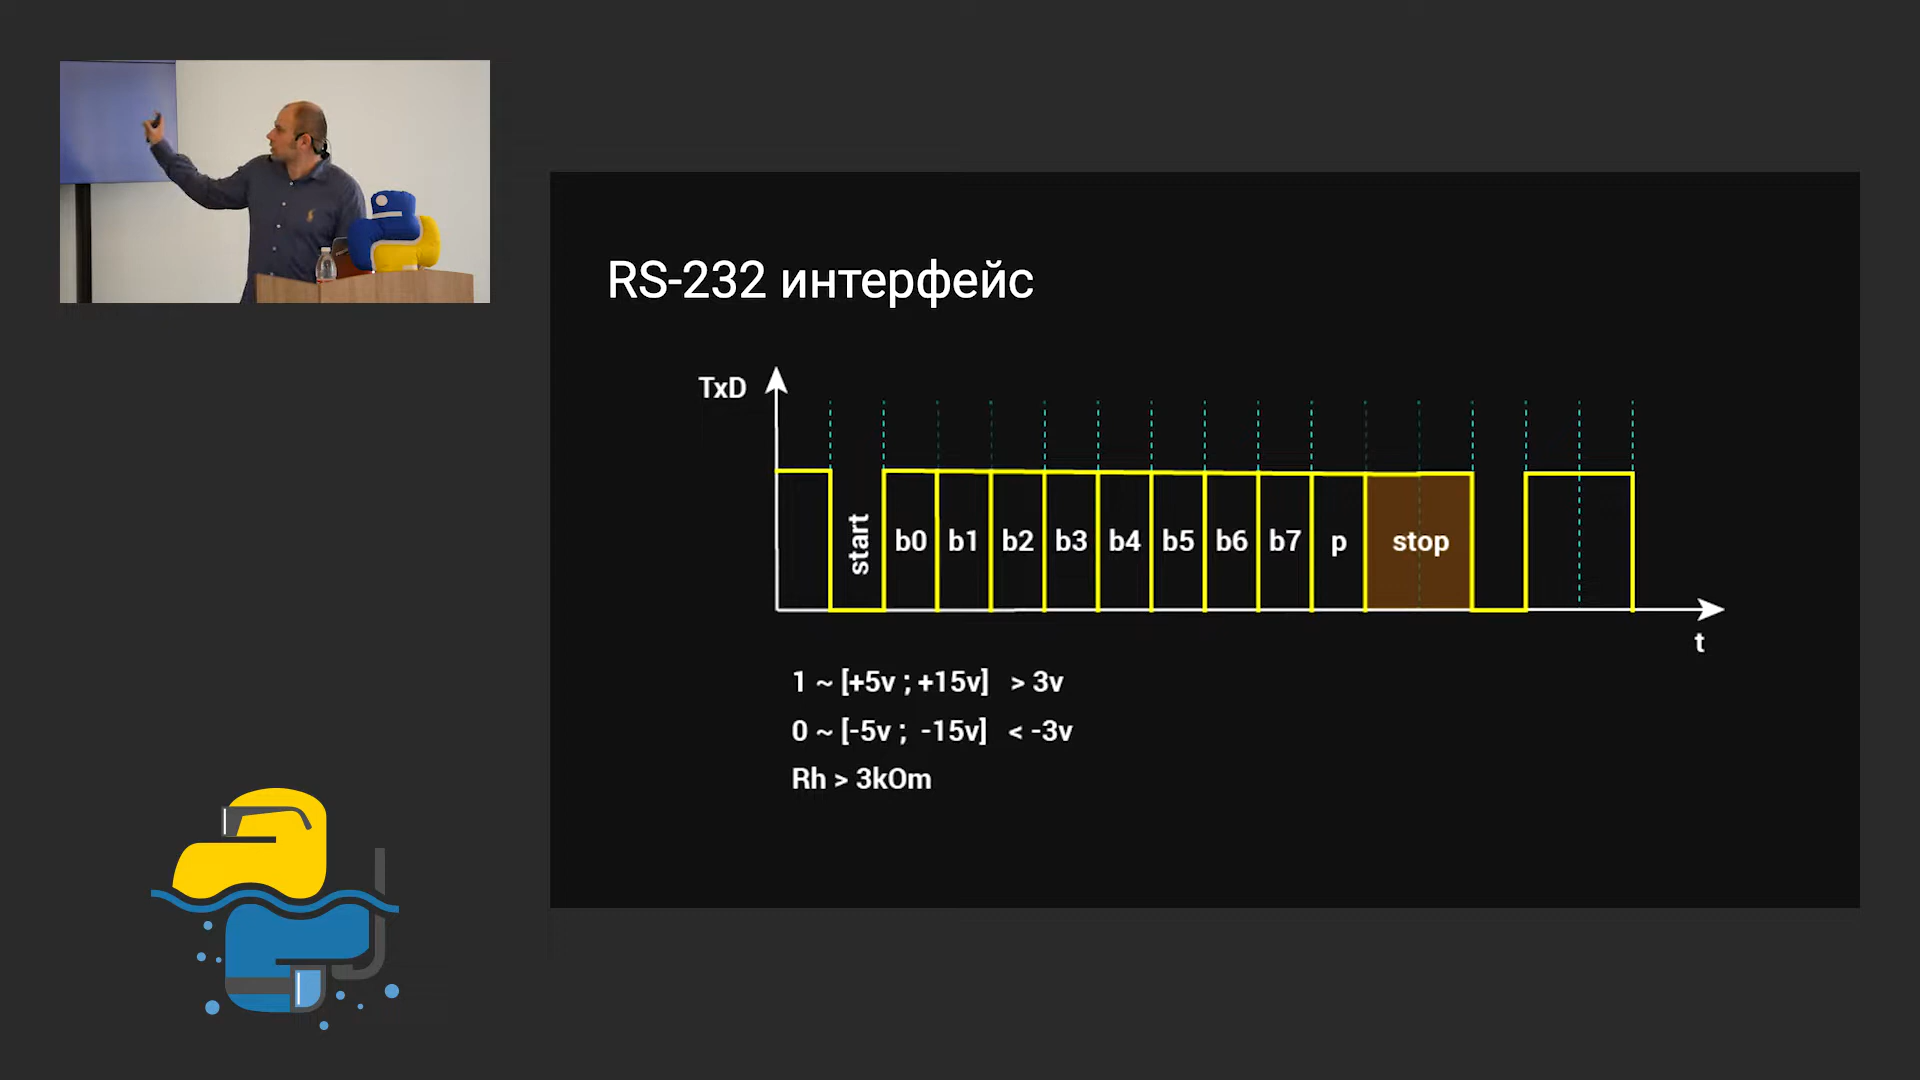 RS-232 интерфейс
TxD
start b0 b1 b2 b3 b4 b5 b6 b7 p stop
t
1 ~ [+5v ; +15v] > 3v
0 ~ [-5v ; -15v] < -3v
Rh > 3kOm